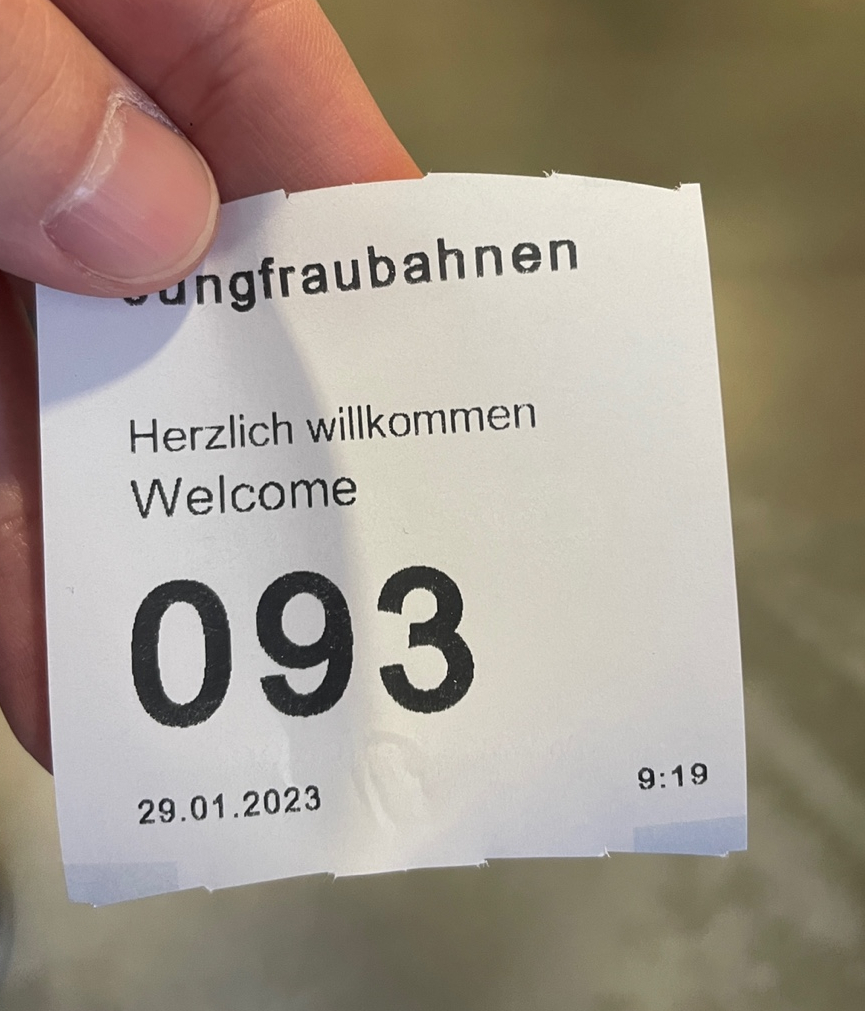 Jungfraubahnen
Herzlich willkommen
Welcome
093
29.01.2023 9:19